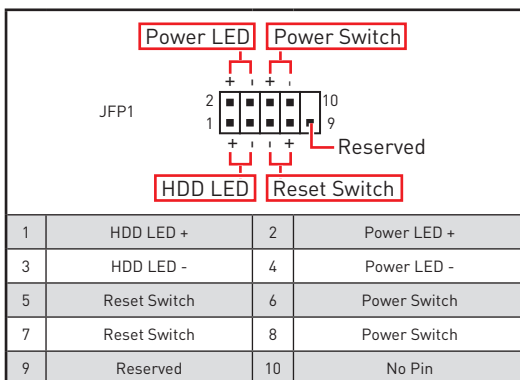 Power LED Power Switch
+ - + -
JFP1
2 10
1 9
+ - - +
Reserved
HDD LED Reset Switch
1 HDD LED + 2 Power LED +
3 HDD LED - 4 Power LED -
5 Reset Switch 6 Power Switch
7 Reset Switch 8 Power Switch
9 Reserved 10 No Pin